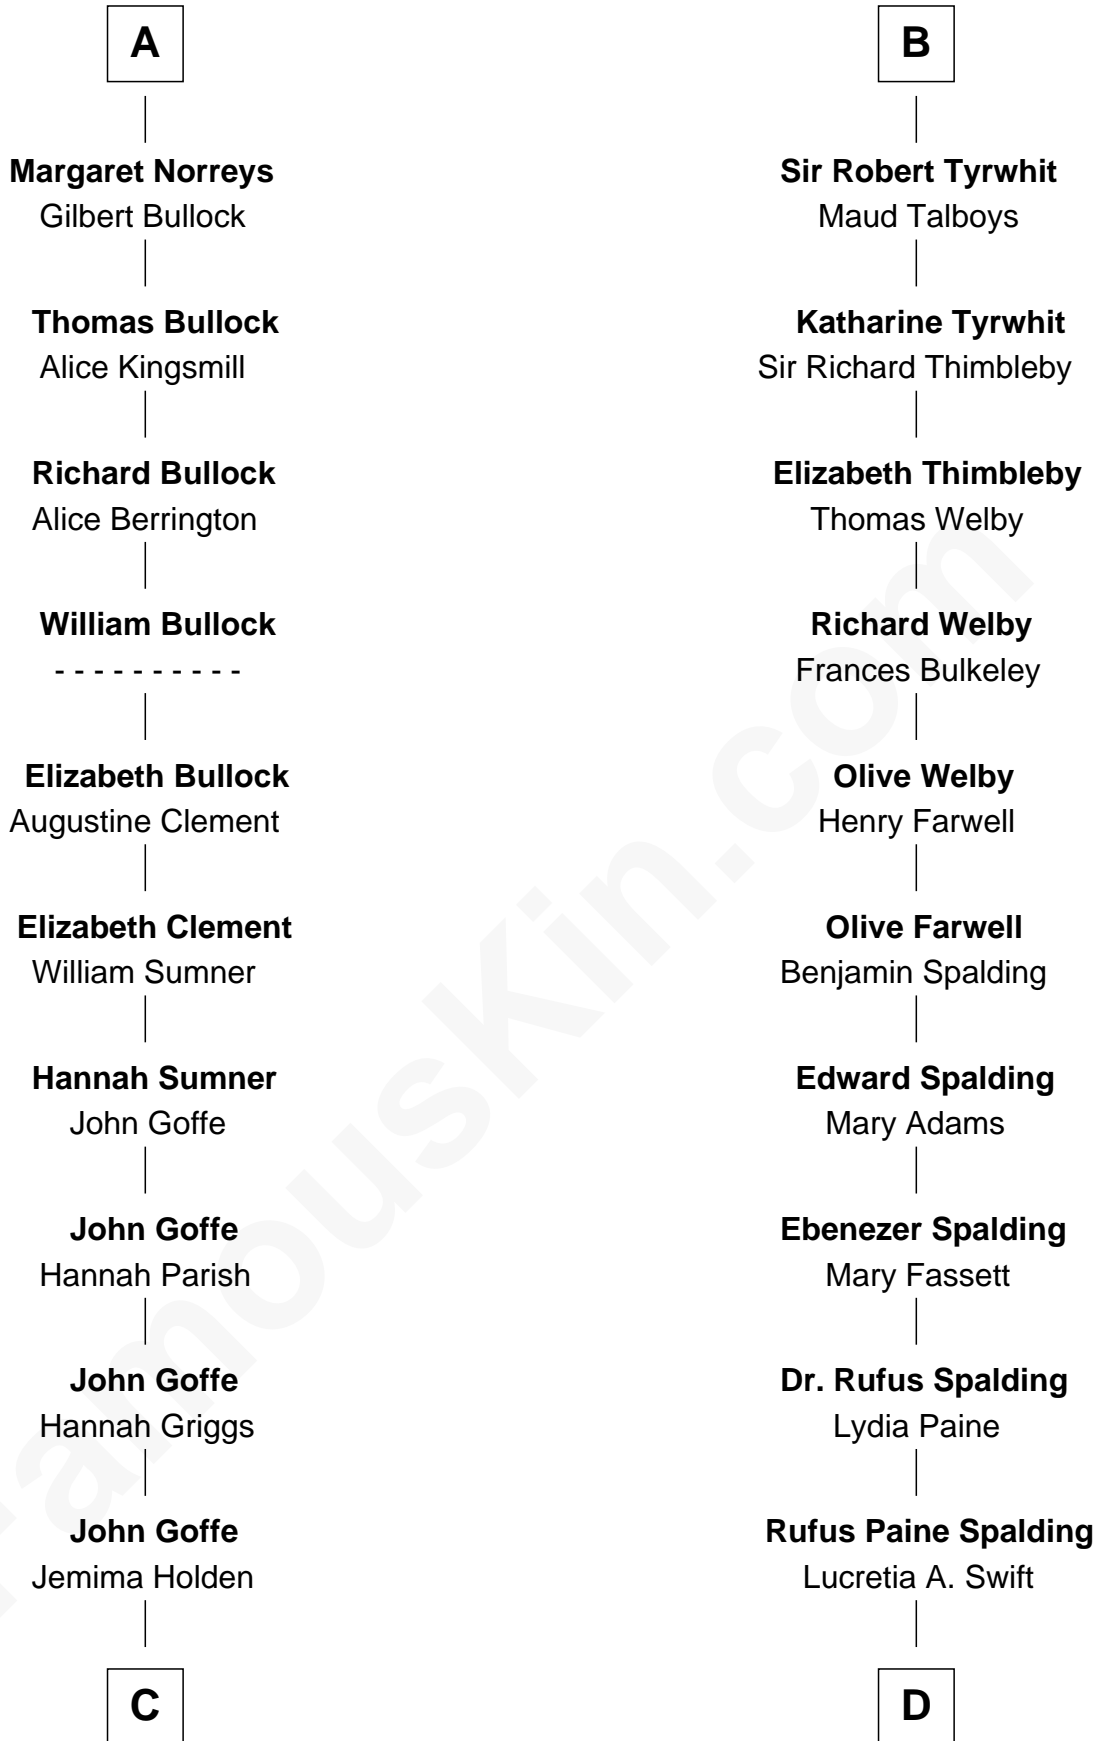 A
Margaret Norreys
Gilbert Bullock
Thomas Bullock
Alice Kingsmill
Richard Bullock
Alice Berrington
William Bullock
- - - - - - - - - -
Elizabeth Bullock
Augustine Clement
Elizabeth Clement
William Sumner
Hannah Sumner
John Goffe
John Goffe
Hannah Parish
John Goffe
Hannah Griggs
John Goffe
Jemima Holden
C
B
Sir Robert Tyrwhit
Maud Talboys
Katharine Tyrwhit
Sir Richard Thimbleby
Elizabeth Thimbleby
Thomas Welby
Richard Welby
Frances Bulkeley
Olive Welby
Henry Farwell
Olive Farwell
Benjamin Spalding
Edward Spalding
Mary Adams
Ebenezer Spalding
Mary Fassett
Dr. Rufus Spalding
Lydia Paine
Rufus Paine Spalding
Lucretia A. Swift
D
FamousKin.com